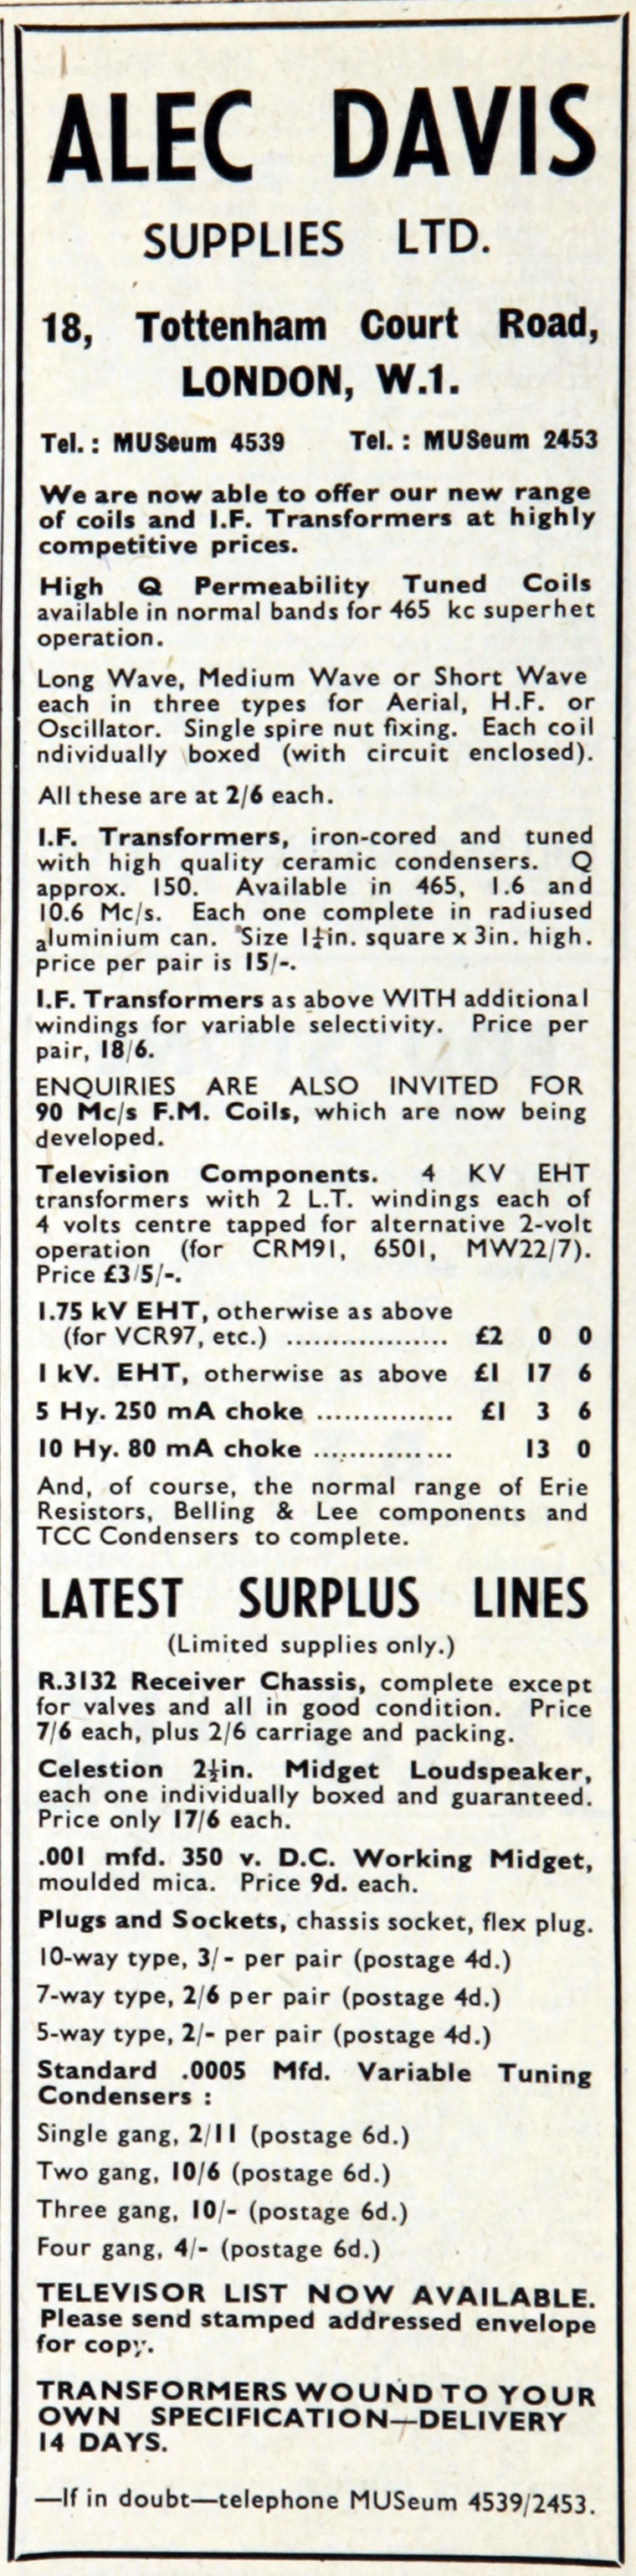 ALEC DAVIS
SUPPLIES LTD.
18, Tottenham Court Road,
LONDON, W.1.
Tel. : MUSeum 4539 Tel. : MUSeum 2453
We are now able to offer our new range
of coils and I.F. Transformers at highly
competitive prices.
High Q Permeability Tuned Coils
available in normal bands for 465 kc superhet
operation.
Long Wave, Medium Wave or Short Wave
each in three types for Aerial, H.F. or
Oscillator. Single spire nut fixing. Each coil
ndividually boxed (with circuit enclosed).
All these are at 2/6 each.
I.F. Transformers, iron-cored and tuned
with high quality ceramic condensers. Q
approx. 150. Available in 465, 1.6 and
10.6 Mc/s. Each one complete in radiused
aluminium can. Size 1¼in. square x 3in. high.
price per pair is 15/-.
I.F. Transformers as above WITH additional
windings for variable selectivity. Price per
pair, 18/6.
ENQUIRIES ARE ALSO INVITED FOR
90 Mc/s F.M. Coils, which are now being
developed.
Television Components. 4 KV EHT
transformers with 2 L.T. windings each of
4 volts centre tapped for alternative 2-volt
operation (for CRM91, 6501, MW22/7).
Price £3/5/-.
1.75 kV EHT, otherwise as above
(for VCR97, etc.) ................... £2 0 0
1 kV. EHT, otherwise as above £1 17 6
5 Hy. 250 mA choke ............... £1 3 6
10 Hy. 80 mA choke ............... 13 0
And, of course, the normal range of Erie
Resistors, Belling & Lee components and
TCC Condensers to complete.
LATEST SURPLUS LINES
(Limited supplies only.)
R.3132 Receiver Chassis, complete except
for valves and all in good condition. Price
7/6 each, plus 2/6 carriage and packing.
Celestion 2½in. Midget Loudspeaker,
each one individually boxed and guaranteed.
Price only 17/6 each.
.001 mfd. 350 v. D.C. Working Midget,
moulded mica. Price 9d. each.
Plugs and Sockets, chassis socket, flex plug.
10-way type, 3/- per pair (postage 4d.)
7-way type, 2/6 per pair (postage 4d.)
5-way type, 2/- per pair (postage 4d.)
Standard .0005 Mfd. Variable Tuning
Condensers :
Single gang, 2/11 (postage 6d.)
Two gang, 10/6 (postage 6d.)
Three gang, 10/- (postage 6d.)
Four gang, 4/- (postage 6d.)
TELEVISOR LIST NOW AVAILABLE.
Please send stamped addressed envelope
for copy.
TRANSFORMERS WOUND TO YOUR
OWN SPECIFICATION—DELIVERY
14 DAYS.
—If in doubt—telephone MUSeum 4539/2453.